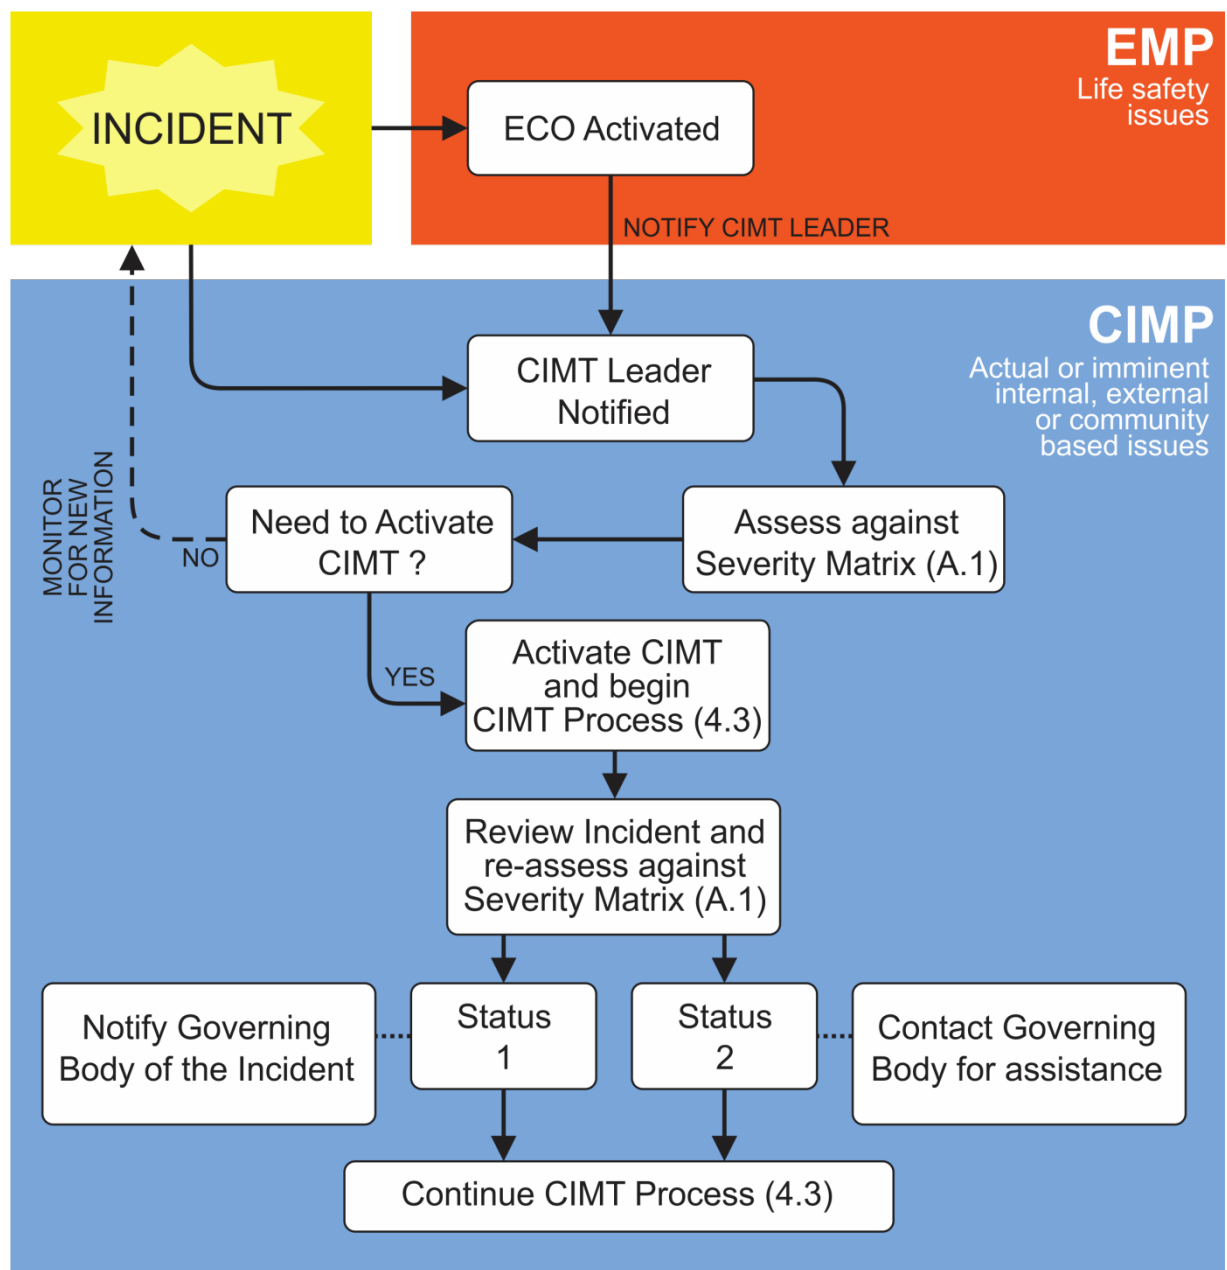 INCIDENT
ECO Activated
EMP
Life safety
issues
NOTIFY CIMT LEADER
CIMP
Actual or imminent
internal, external
or community
based issues
CIMT Leader
Notified
Assess against
Severity Matrix (A.1)
Need to Activate
CIMT ?
NO
MONITOR
FOR NEW
INFORMATION
YES
Activate CIMT
and begin
CIMT Process (4.3)
Review Incident and
re-assess against
Severity Matrix (A.1)
Notify Governing
Body of the Incident
Status
1
Status
2
Contact Governing
Body for assistance
Continue CIMT Process (4.3)